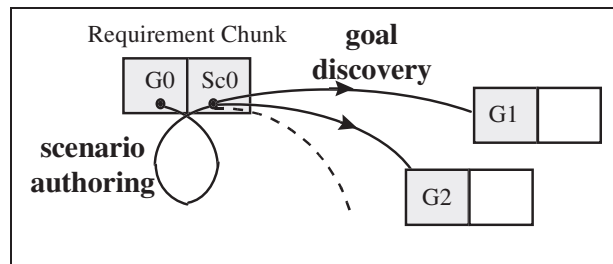 Requirement Chunk
goal
discovery
G0 Sc0
G1
scenario
authoring
G2